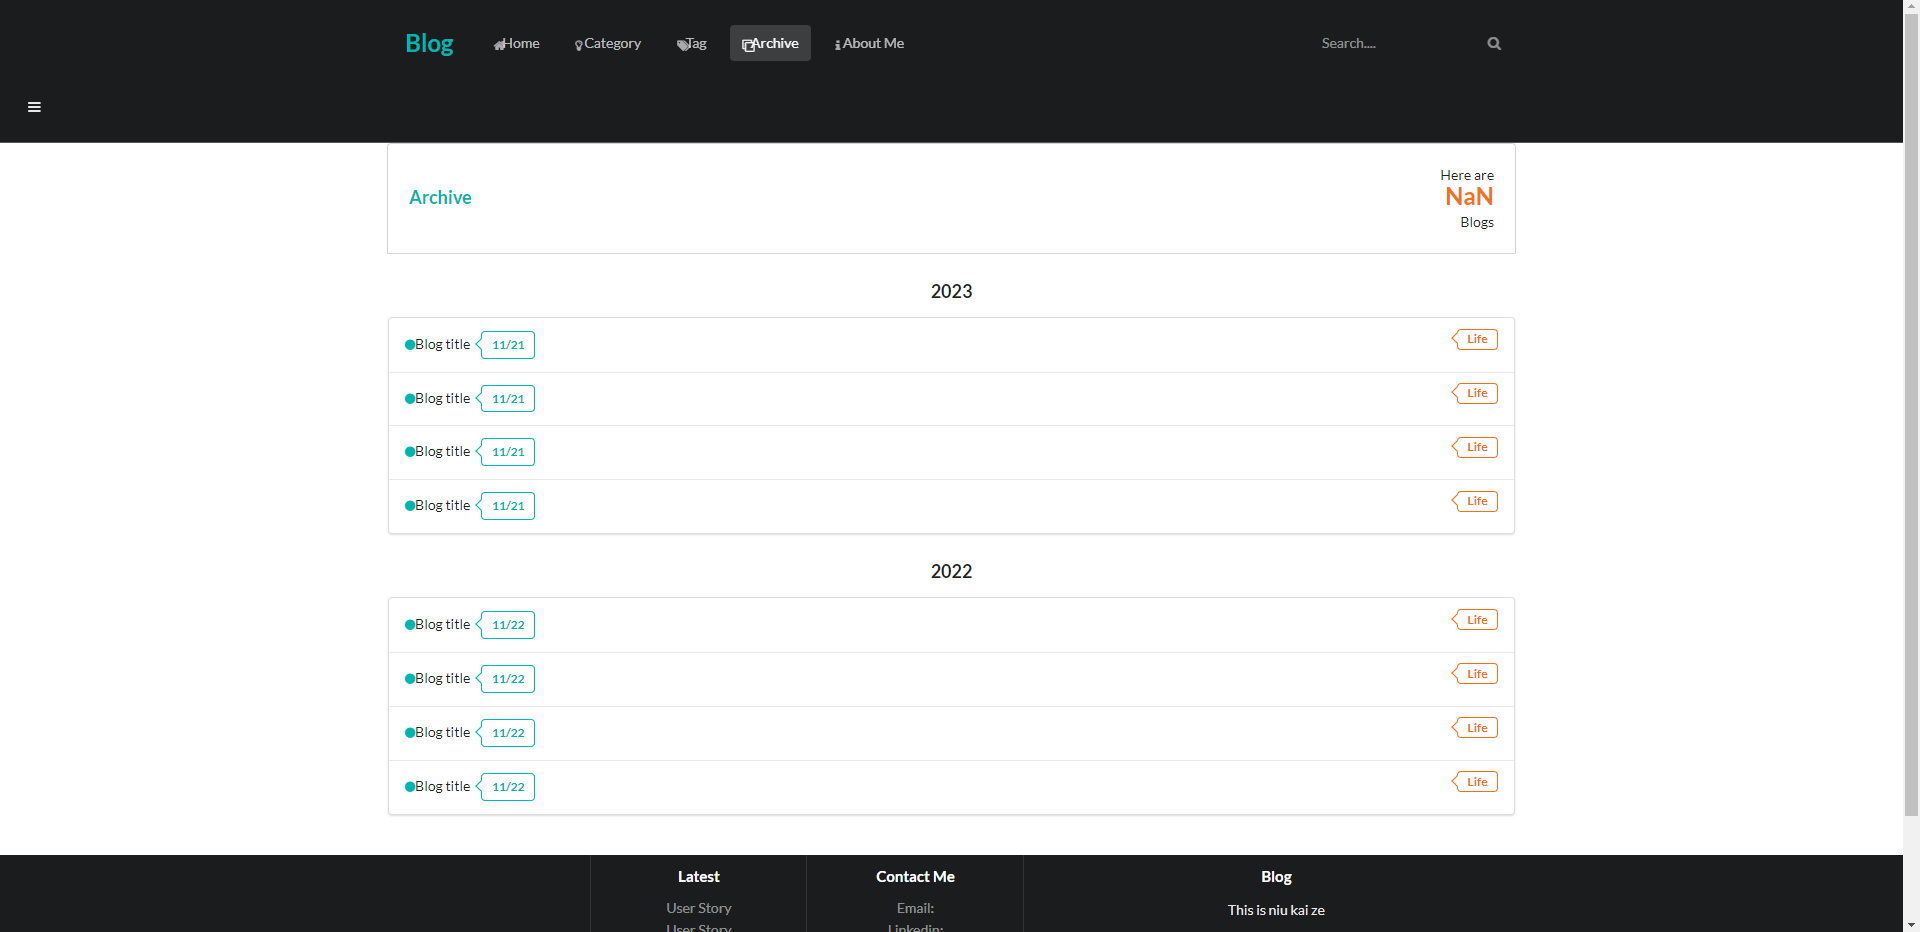 Blog Home Category Tag Archive About Me Search....
Here are
Archive NaN
Blogs
2023
Blog title 11/21 Life
Blog title 11/21 Life
Blog title 11/21 Life
Blog title 11/21 Life
2022
Blog title 11/22 Life
Blog title 11/22 Life
Blog title 11/22 Life
Blog title 11/22 Life
Latest Contact Me Blog
User Story Email: This is niu kai ze
User Story Linkedin: